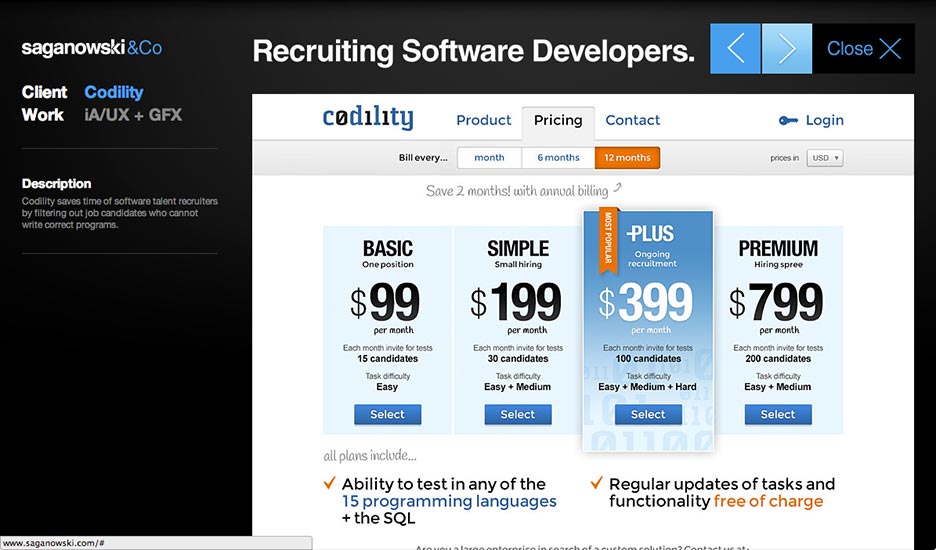 saganowski&Co
Client Codility
Work iA/UX + GFX
Description
Codility saves time of software talent recruiters
by filtering out job candidates who cannot
write correct programs.
Recruiting Software Developers.
Close
codility
Product Pricing Contact
Login
Bill every... month 6 months 12 months
prices in USD
Save 2 months! with annual billing
BASIC
One position
$99
per month
Each month invite for tests
15 candidates
Task difficulty
Easy
Select
SIMPLE
Small hiring
$199
per month
Each month invite for tests
30 candidates
Task difficulty
Easy + Medium
Select
MOST POPULAR
PLUS
Ongoing
recruitment
$399
per month
Each month invite for tests
100 candidates
Task difficulty
Easy + Medium + Hard
Select
PREMIUM
Hiring spree
$799
per month
Each month invite for tests
200 candidates
Task difficulty
Easy + Medium
Select
all plans include...
Ability to test in any of the
15 programming languages
+ the SQL
Regular updates of tasks and
functionality free of charge
Are you a large enterprise in search of a custom solution? Contact us at:
www.saganowski.com/#